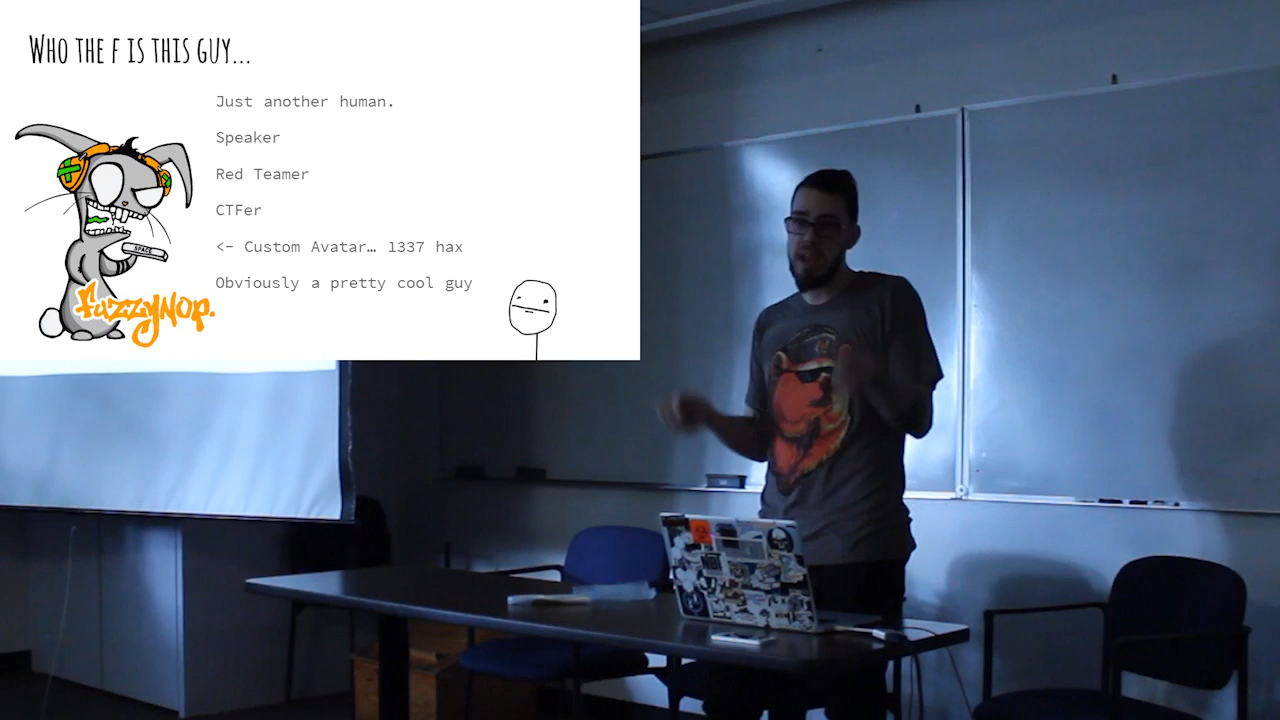 Who the f is this guy...
Just another human.
Speaker
Red Teamer
CTFer
<- Custom Avatar… 1337 hax
Obviously a pretty cool guy
SPACE
fuzzyNop.